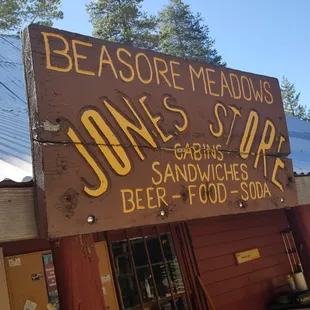 BEASORE MEADOWS
JONES STORE
CABINS
SANDWICHES
BEER - FOOD - SODA